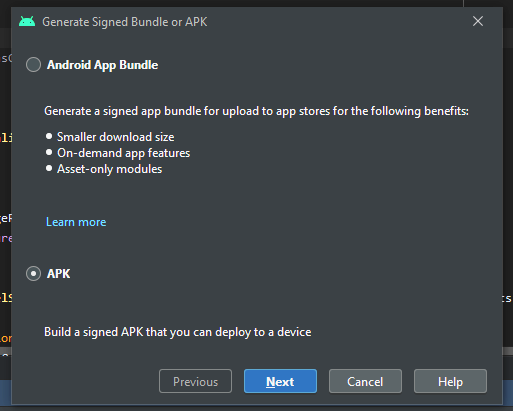 Generate Signed Bundle or APK
Android App Bundle
Generate a signed app bundle for upload to app stores for the following benefits:
• Smaller download size
• On-demand app features
• Asset-only modules
Learn more
APK
Build a signed APK that you can deploy to a device
Previous
Next
Cancel
Help